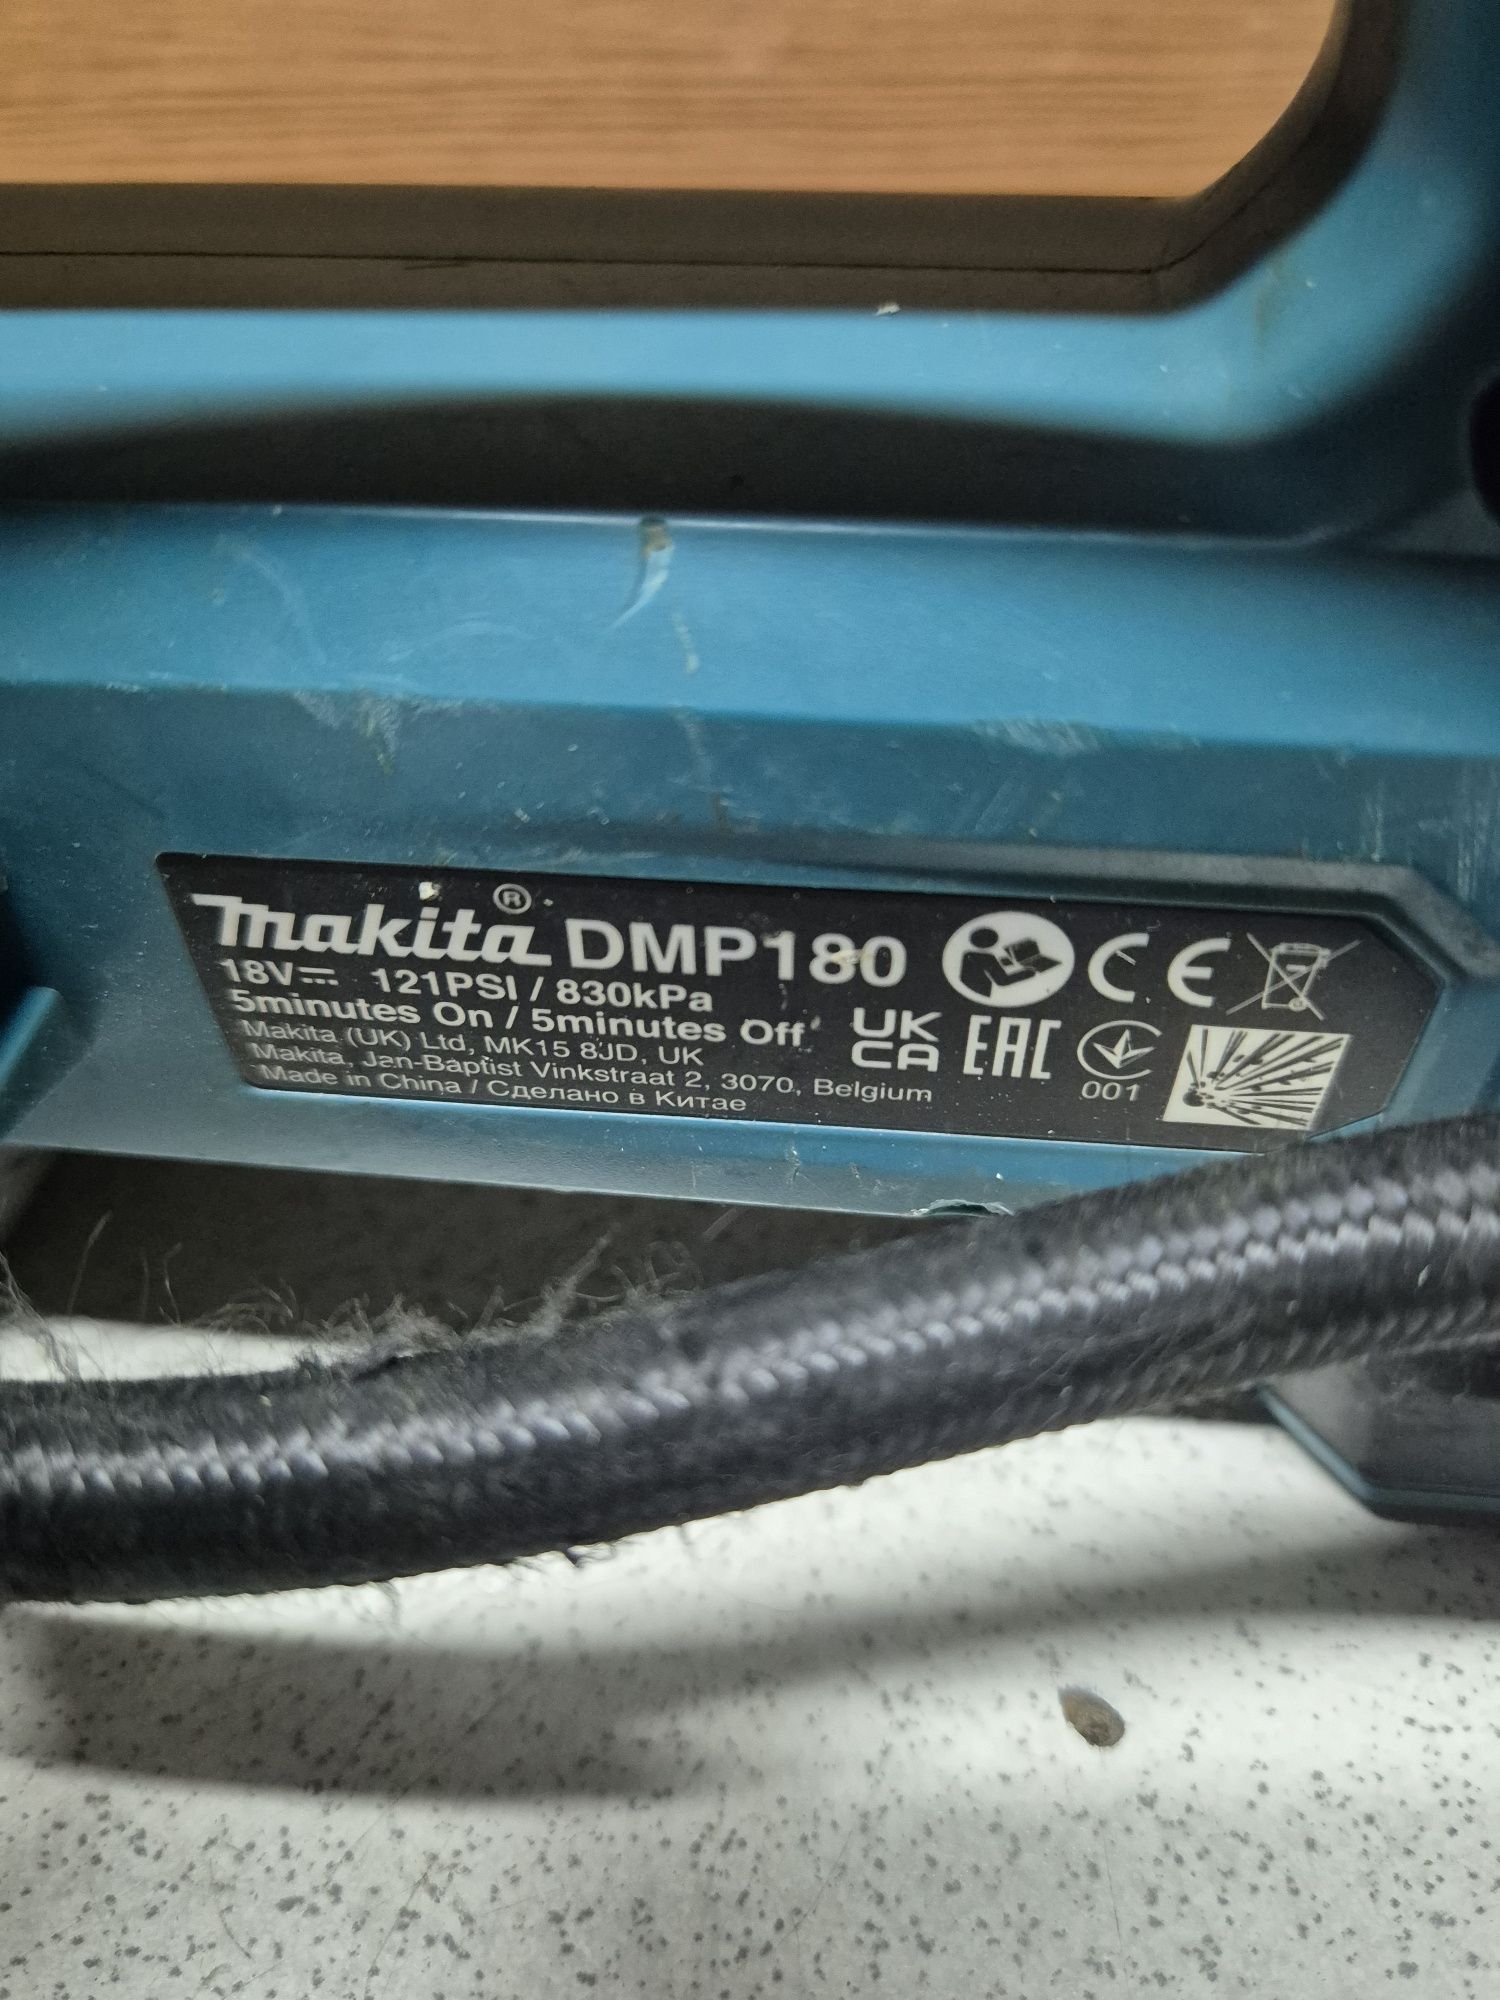 makita® DMP180
18V⎓ 121PSI / 830kPa
5minutes On / 5minutes Off
Makita (UK) Ltd, MK15 8JD, UK
Makita, Jan-Baptist Vinkstraat 2, 3070, Belgium
Made in China / Сделано в Китае
CE
UK
CA
EAC
001